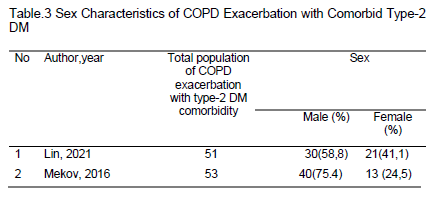 Table.3 Sex Characteristics of COPD Exacerbation with Comorbid Type-2
DM
No Author,year Total population Sex
of COPD
exacerbation
with type-2 DM
comorbidity
Male (%) Female
(%)
1 Lin, 2021 51 30(58,8) 21(41,1)
2 Mekov, 2016 53 40(75.4) 13 (24,5)